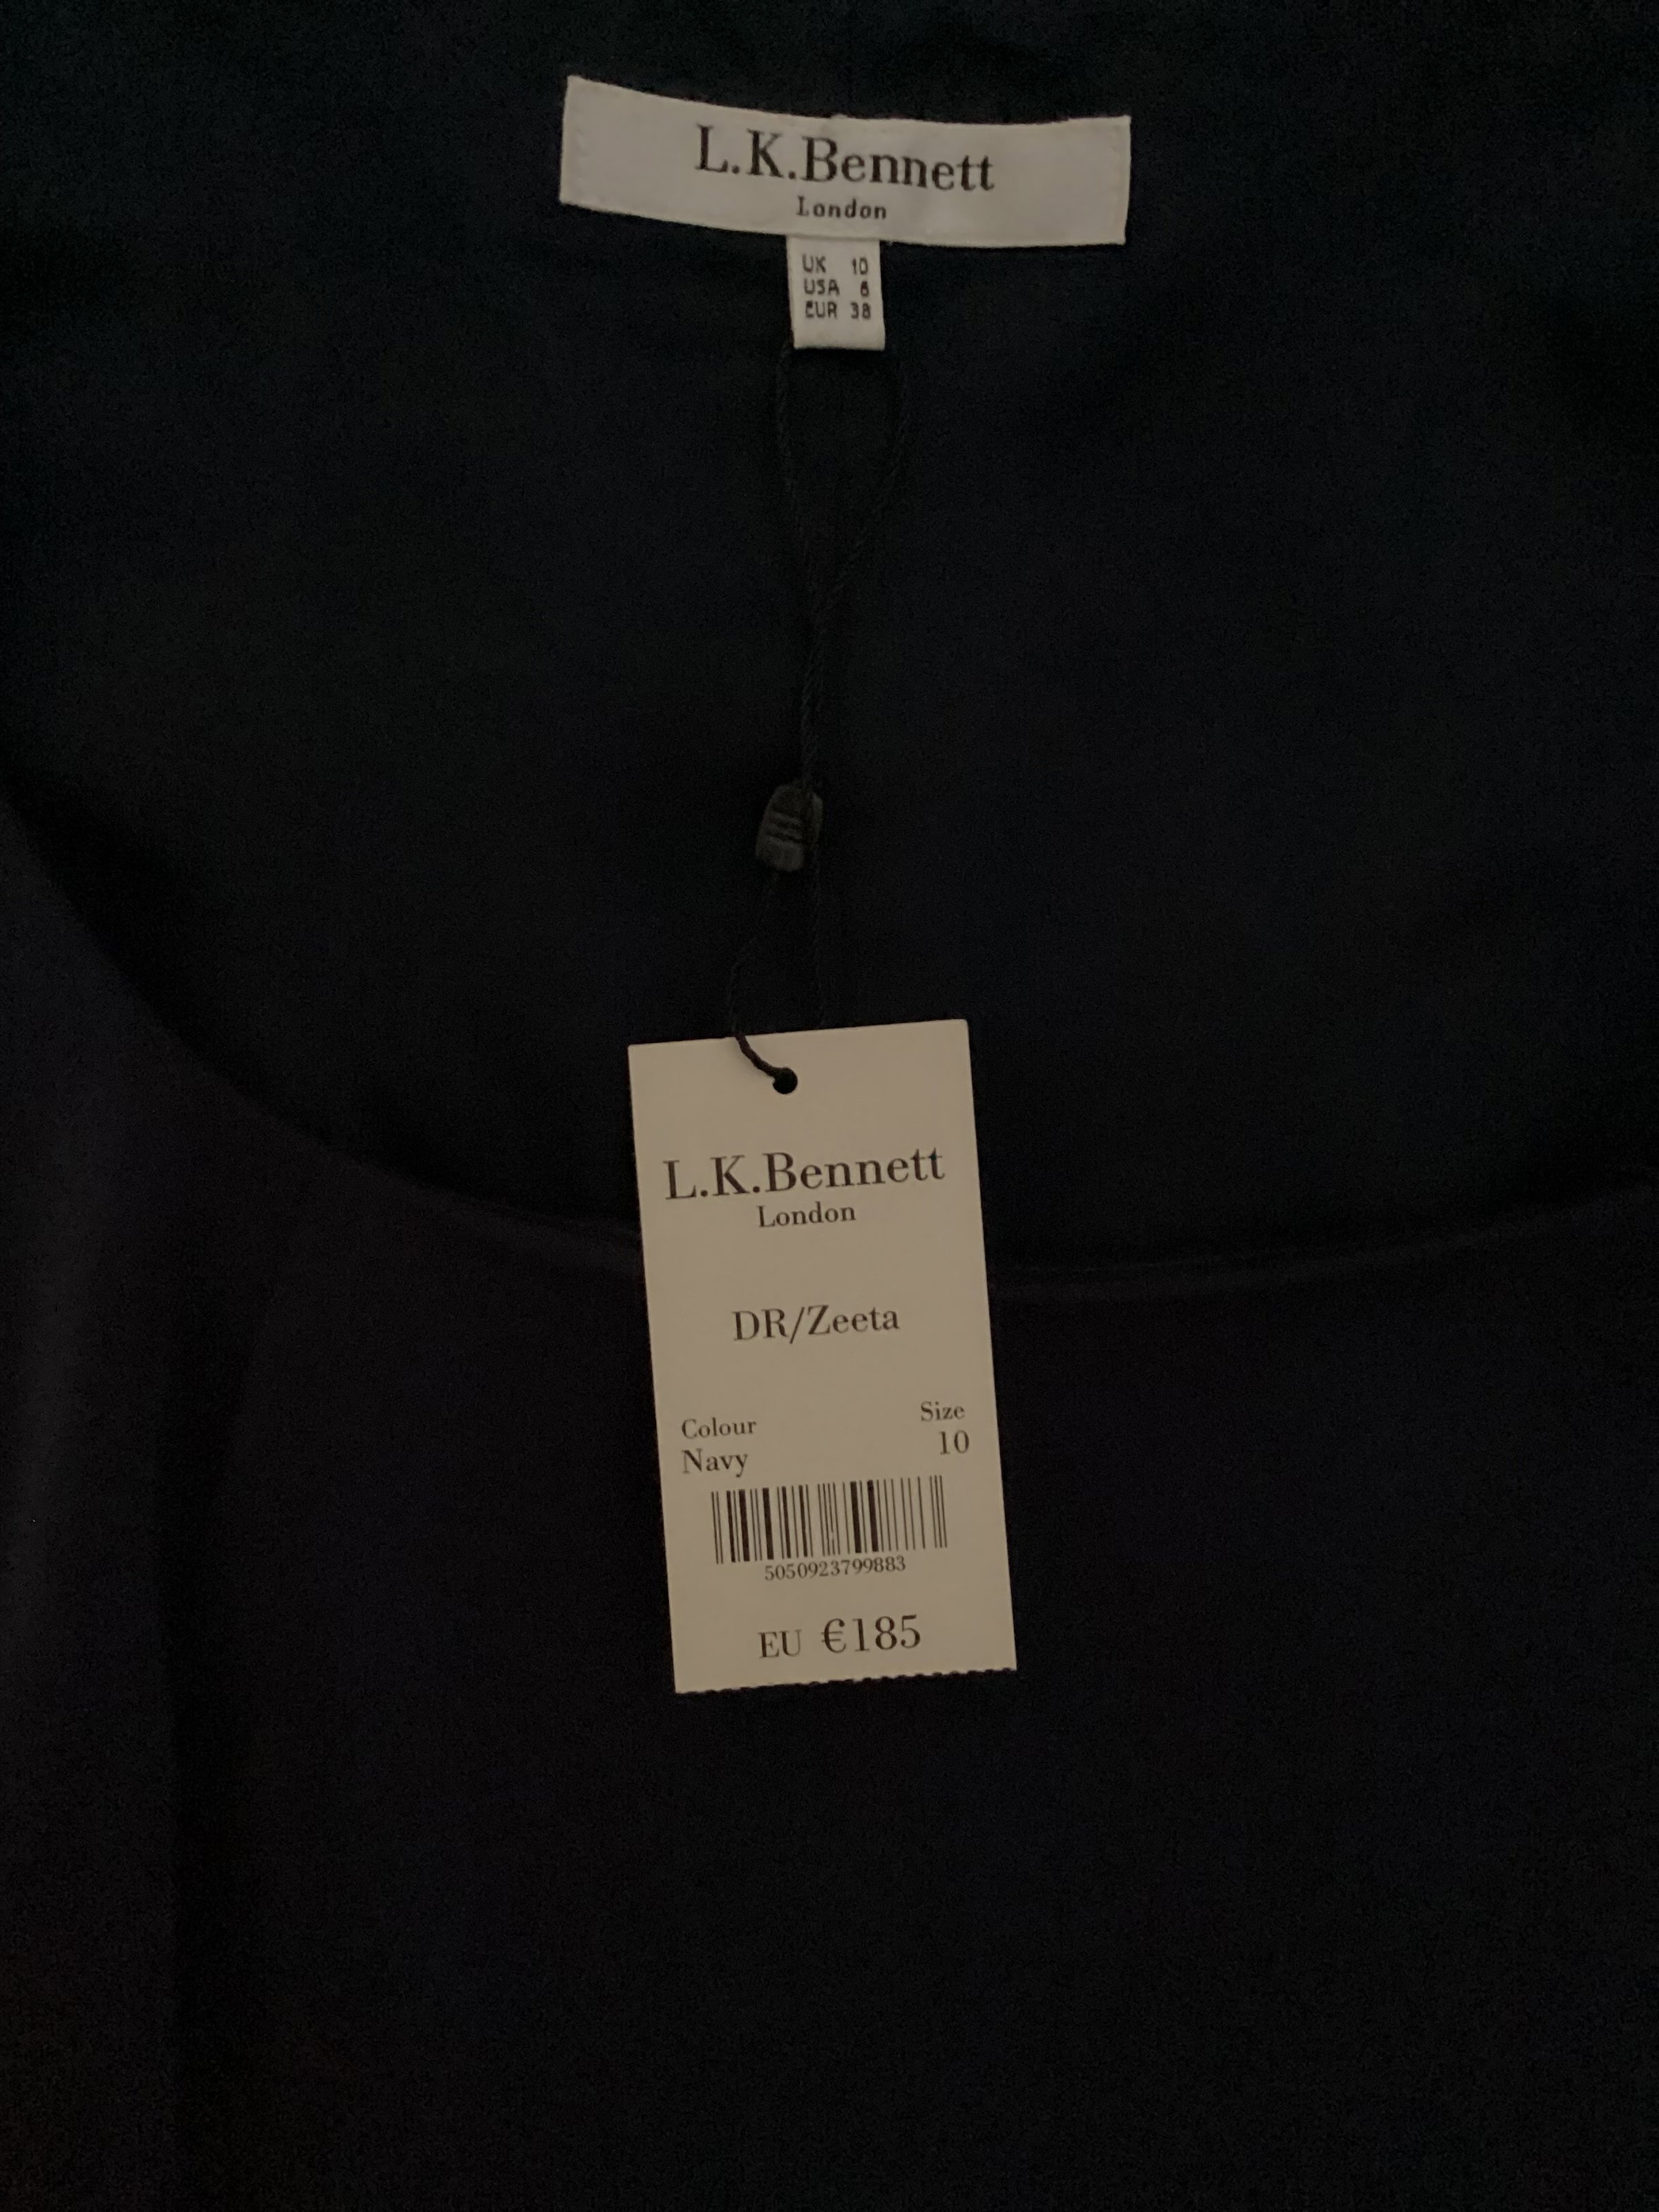 L.K.Bennett
London
UK 10
USA 6
EUR 38
L.K.Bennett
London
DR/Zeeta
Colour Size
Navy 10
5050923799883
EU €185